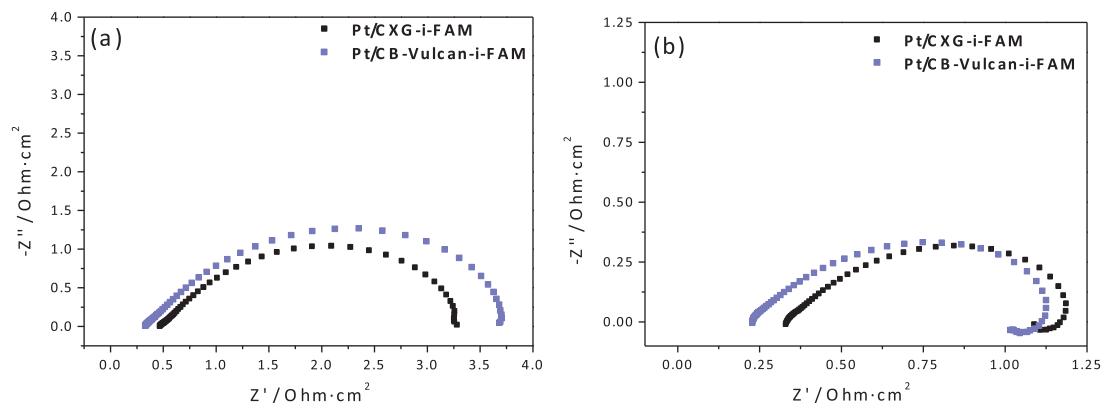 (a)
Pt/CXG-i-FAM
Pt/CB-Vulcan-i-FAM
4.0
3.5
3.0
2.5
2.0
1.5
1.0
0.5
0.0
-Z''/Ohm·cm²
0.0 0.5 1.0 1.5 2.0 2.5 3.0 3.5 4.0
Z'/Ohm·cm²
(b)
Pt/CXG-i-FAM
Pt/CB-Vulcan-i-FAM
1.25
1.00
0.75
0.50
0.25
0.00
-Z''/Ohm·cm²
0.00 0.25 0.50 0.75 1.00 1.25
Z'/Ohm·cm²